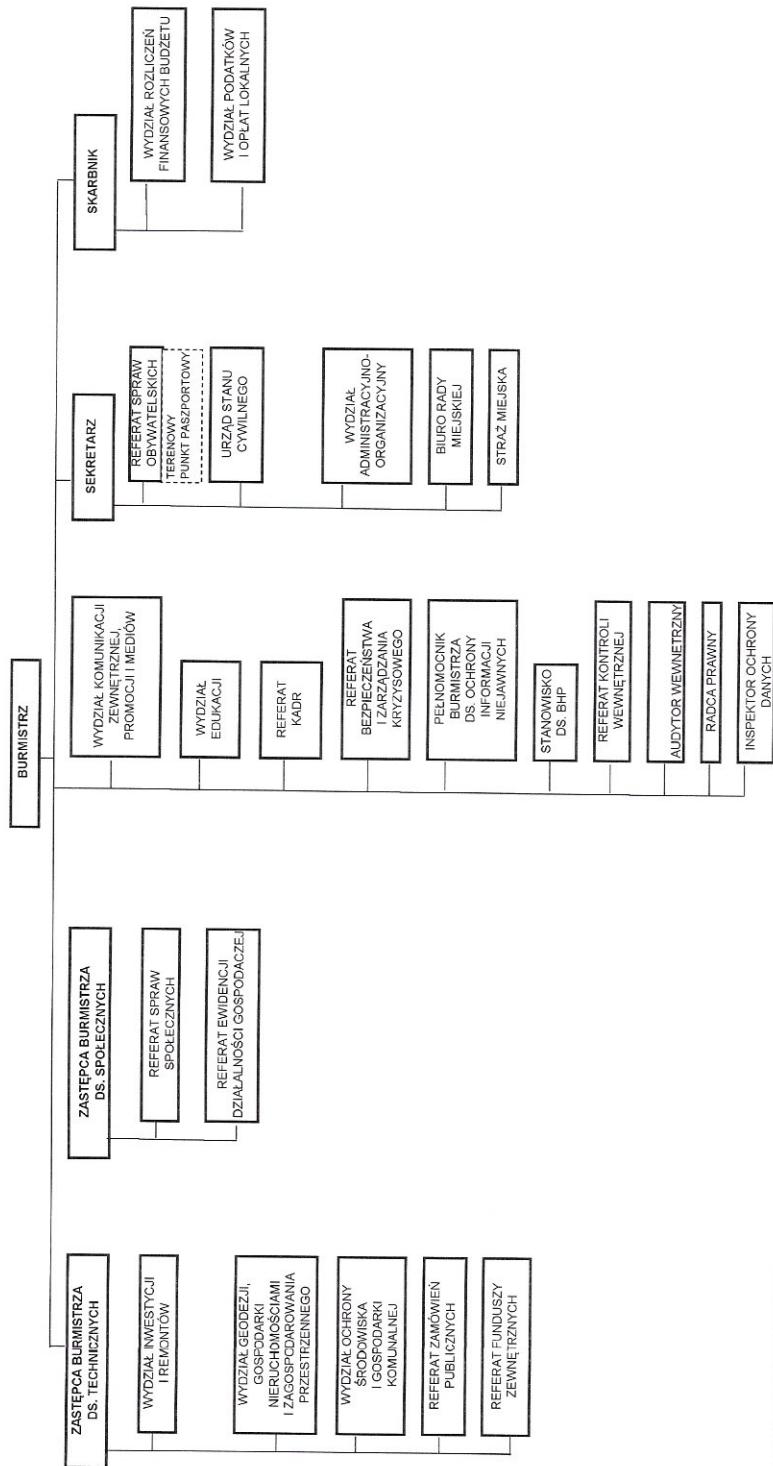 BURMISTRZ
ZASTĘPCA BURMISTRZA
DS. TECHNICZNYCH
WYDZIAŁ INWESTYCJI
I REMONTÓW
WYDZIAŁ GEODEZJI,
GOSPODARKI
NIERUCHOMOŚCIAMI
I ZAGOSPODAROWANIA
PRZESTRZENNEGO
WYDZIAŁ OCHRONY
ŚRODOWISKA
I GOSPODARKI
KOMUNALNEJ
REFERAT ZAMÓWIEŃ
PUBLICZNYCH
REFERAT FUNDUSZY
ZEWNĘTRZNYCH
ZASTĘPCA BURMISTRZA
DS. SPOŁECZNYCH
REFERAT SPRAW
SPOŁECZNYCH
REFERAT EWIDENCJI
DZIAŁALNOŚCI GOSPODACZEJ
WYDZIAŁ KOMUNIKACJI
ZEWNĘTRZNEJ,
PROMOCJI I MEDIÓW
WYDZIAŁ
EDUKACJI
REFERAT
KADR
REFERAT
BEZPIECZEŃSTWA
I ZARZĄDZANIA
KRYZYSOWEGO
PEŁNOMOCNIK
BURMISTRZA
DS. OCHRONY
INFORMACJI
NIEJAWNYCH
STANOWISKO
DS. BHP
REFERAT KONTROLI
WEWNĘTRZNEJ
AUDYTOR WEWNĘTRZNY
RADCA PRAWNY
INSPEKTOR OCHRONY
DANYCH
SEKRETARZ
REFERAT SPRAW
OBYWATELSKICH
TERENOWY
PUNKT PASZPORTOWY
URZĄD STANU
CYWILNEGO
WYDZIAŁ
ADMINISTRACYJNO-
ORGANIZACYJNY
BIURO RADY
MIEJSKIEJ
STRAŻ MIEJSKA
SKARBNIK
WYDZIAŁ ROZLICZEŃ
FINANSOWYCH BUDŻETU
WYDZIAŁ PODATKÓW
I OPŁAT LOKALNYCH